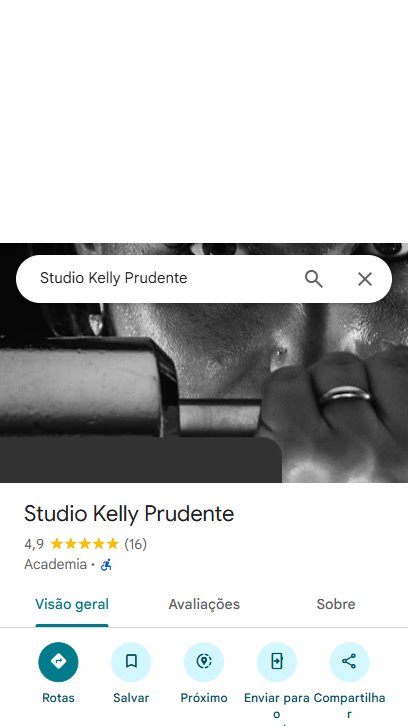 Studio Kelly Prudente
Studio Kelly Prudente
4,9 ★★★★★ (16)
Academia ·
Visão geral Avaliações Sobre
Rotas Salvar Próximo Enviar para o Compartilhar